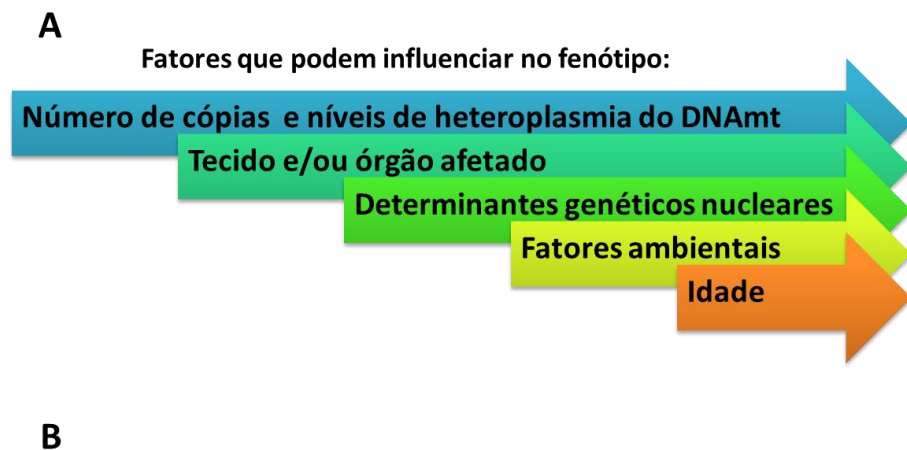 A
Fatores que podem influenciar no fenótipo:
Número de cópias e níveis de heteroplasmia do DNAmt
Tecido e/ou órgão afetado
Determinantes genéticos nucleares
Fatores ambientais
Idade
B